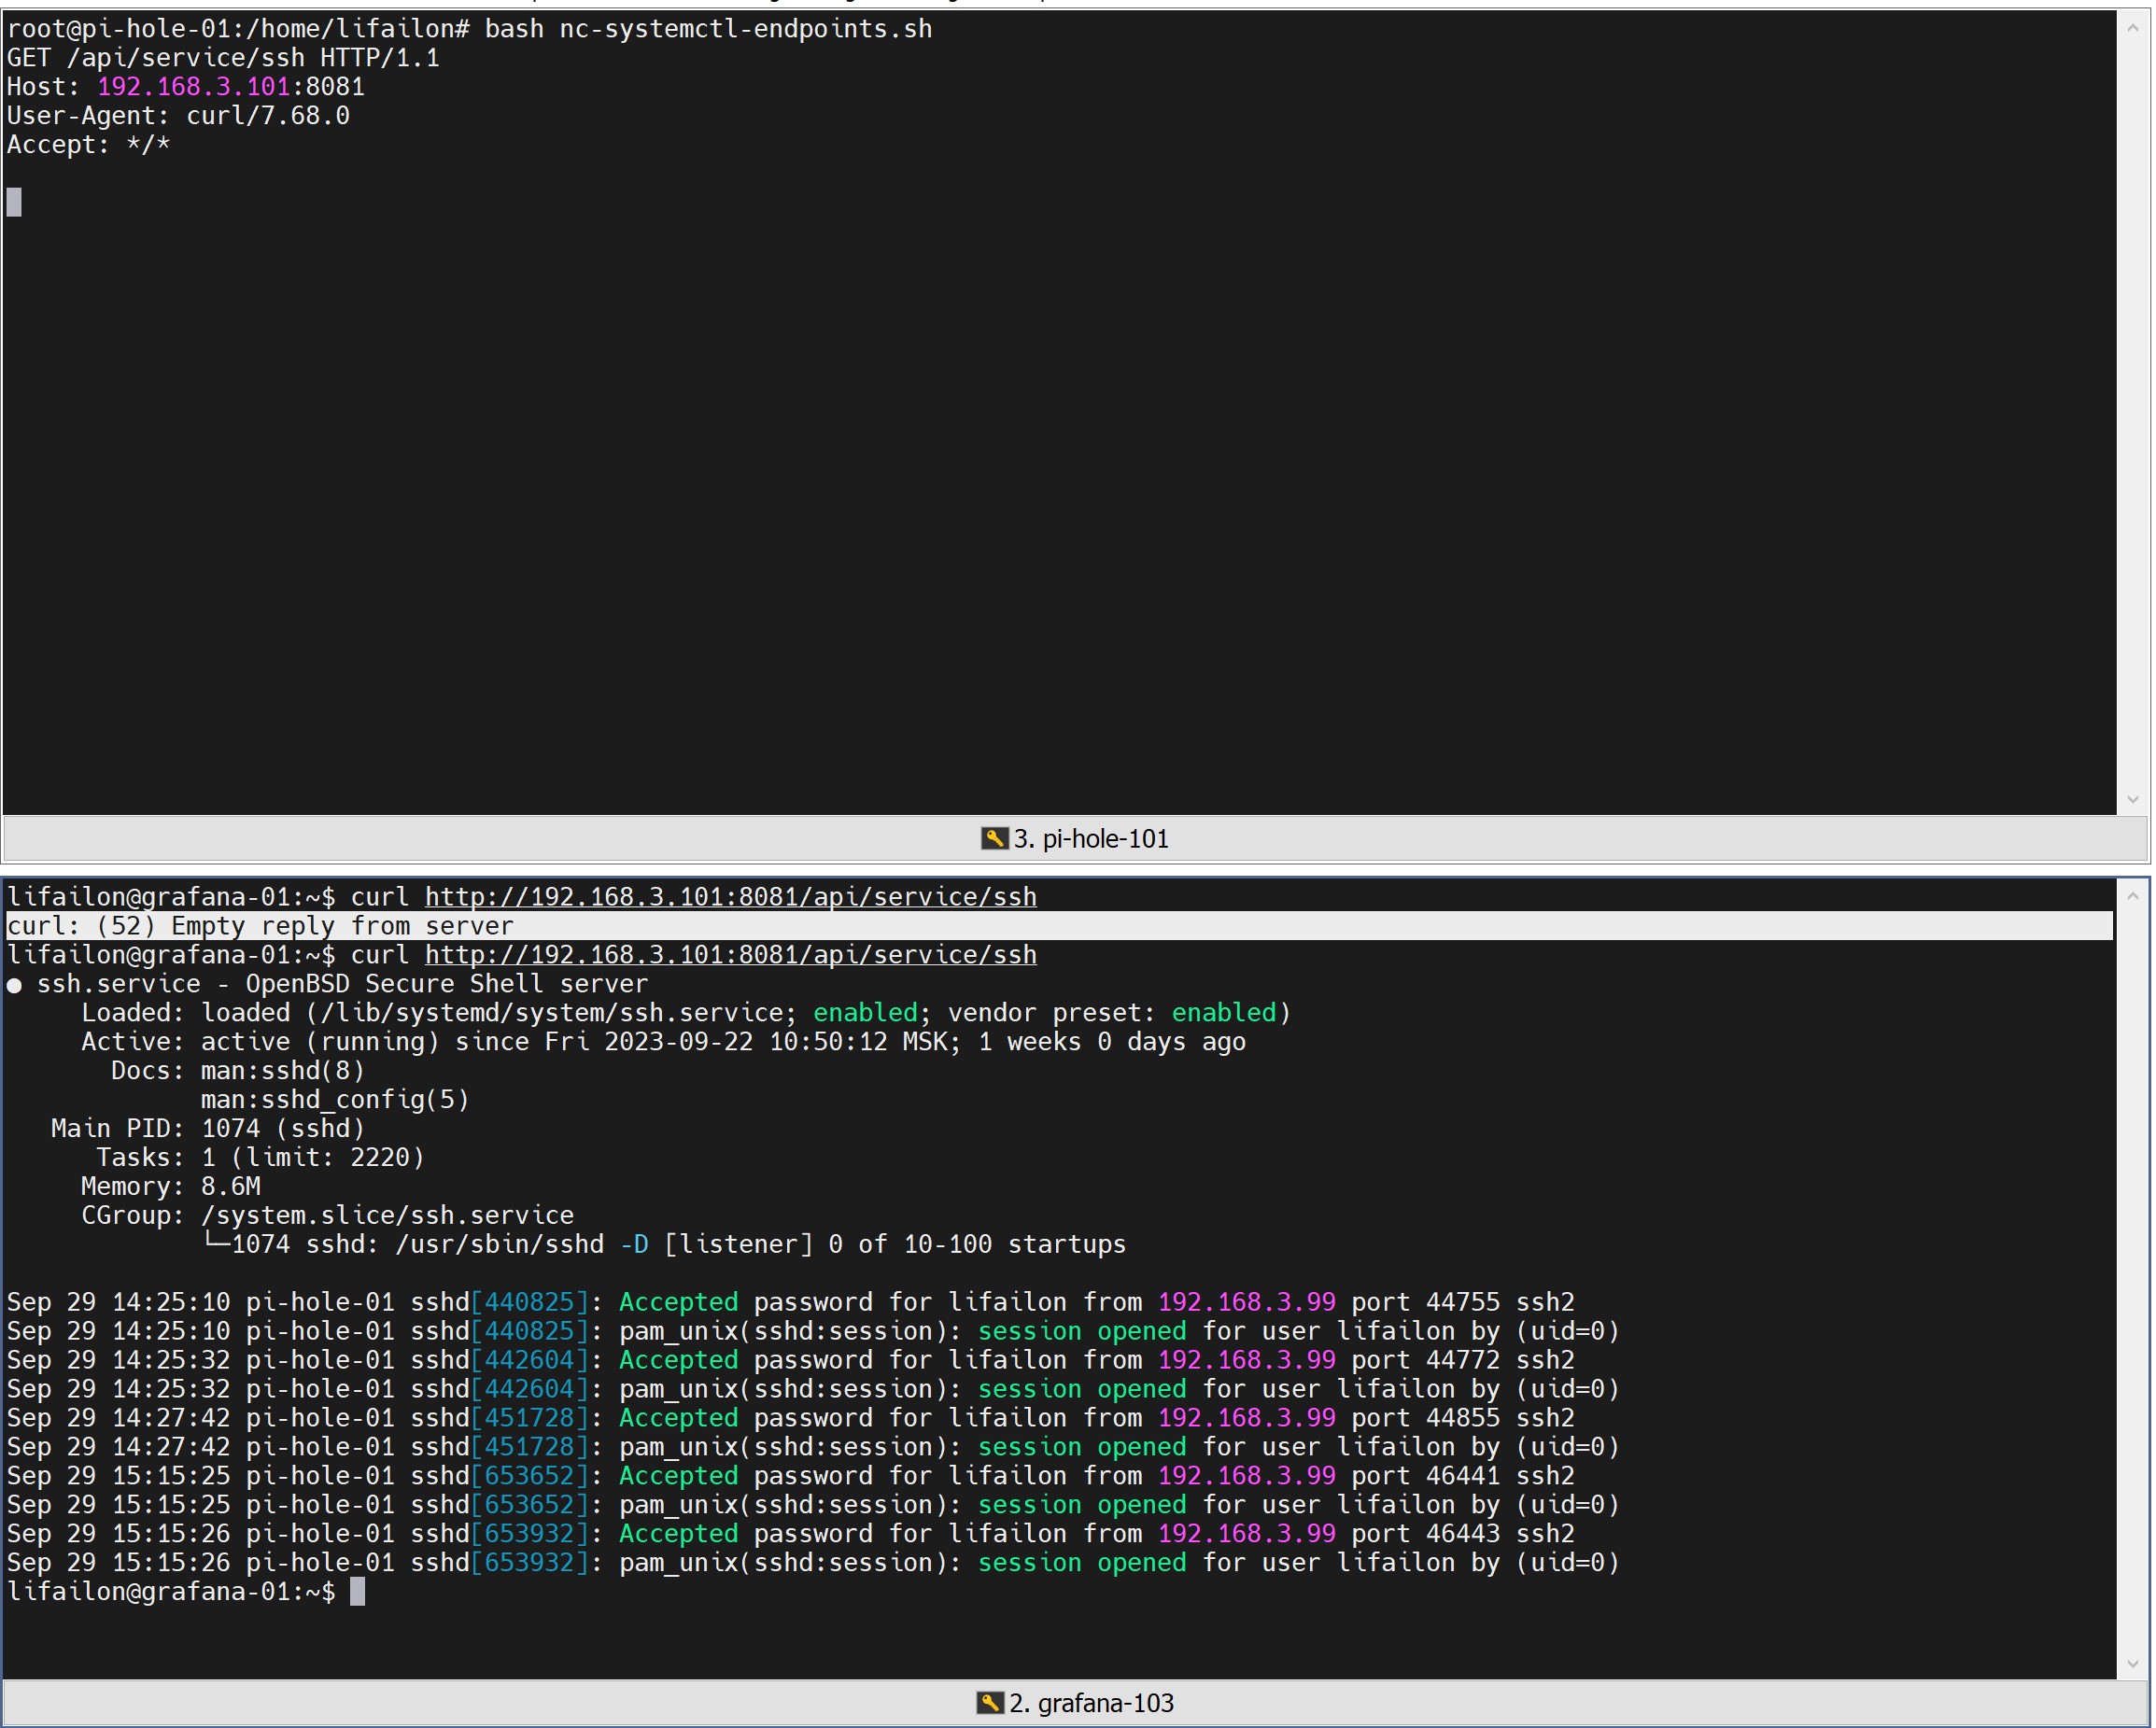 root@pi-hole-01:/home/lifailon# bash nc-systemctl-endpoints.sh
GET /api/service/ssh HTTP/1.1
Host: 192.168.3.101:8081
User-Agent: curl/7.68.0
Accept: */*
3. pi-hole-101
lifailon@grafana-01:~$ curl http://192.168.3.101:8081/api/service/ssh
curl: (52) Empty reply from server
lifailon@grafana-01:~$ curl http://192.168.3.101:8081/api/service/ssh
● ssh.service - OpenBSD Secure Shell server
Loaded: loaded (/lib/systemd/system/ssh.service; enabled; vendor preset: enabled)
Active: active (running) since Fri 2023-09-22 10:50:12 MSK; 1 weeks 0 days ago
Docs: man:sshd(8)
man:sshd_config(5)
Main PID: 1074 (sshd)
Tasks: 1 (limit: 2220)
Memory: 8.6M
CGroup: /system.slice/ssh.service
└─1074 sshd: /usr/sbin/sshd -D [listener] 0 of 10-100 startups
Sep 29 14:25:10 pi-hole-01 sshd[440825]: Accepted password for lifailon from 192.168.3.99 port 44755 ssh2
Sep 29 14:25:10 pi-hole-01 sshd[440825]: pam_unix(sshd:session): session opened for user lifailon by (uid=0)
Sep 29 14:25:32 pi-hole-01 sshd[442604]: Accepted password for lifailon from 192.168.3.99 port 44772 ssh2
Sep 29 14:25:32 pi-hole-01 sshd[442604]: pam_unix(sshd:session): session opened for user lifailon by (uid=0)
Sep 29 14:27:42 pi-hole-01 sshd[451728]: Accepted password for lifailon from 192.168.3.99 port 44855 ssh2
Sep 29 14:27:42 pi-hole-01 sshd[451728]: pam_unix(sshd:session): session opened for user lifailon by (uid=0)
Sep 29 15:15:25 pi-hole-01 sshd[653652]: Accepted password for lifailon from 192.168.3.99 port 46441 ssh2
Sep 29 15:15:25 pi-hole-01 sshd[653652]: pam_unix(sshd:session): session opened for user lifailon by (uid=0)
Sep 29 15:15:26 pi-hole-01 sshd[653932]: Accepted password for lifailon from 192.168.3.99 port 46443 ssh2
Sep 29 15:15:26 pi-hole-01 sshd[653932]: pam_unix(sshd:session): session opened for user lifailon by (uid=0)
lifailon@grafana-01:~$
2. grafana-103